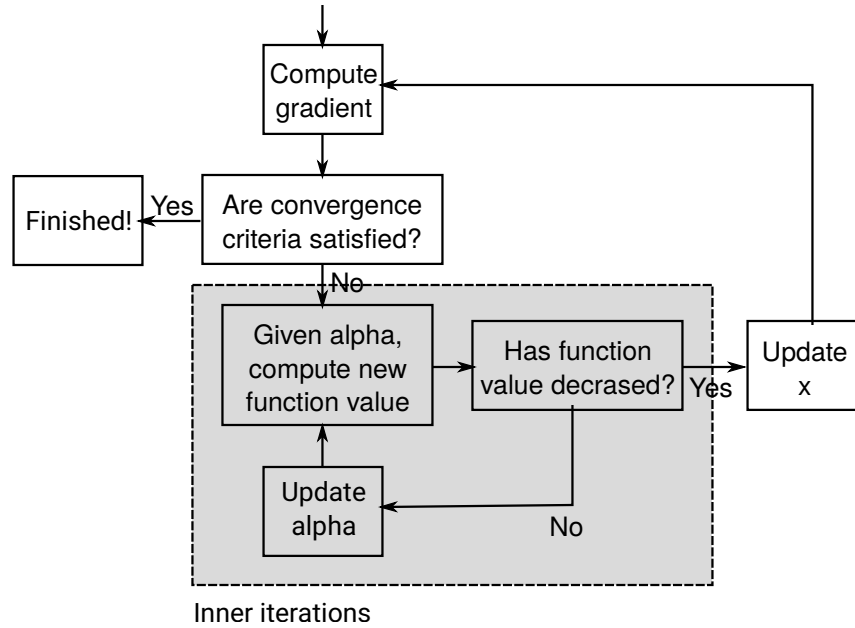 Compute
gradient
Finished!
Yes
Are convergence
criteria satisfied?
No
Given alpha,
compute new
function value
Has function
value decrased?
Yes
Update
x
Update
alpha
No
Inner iterations